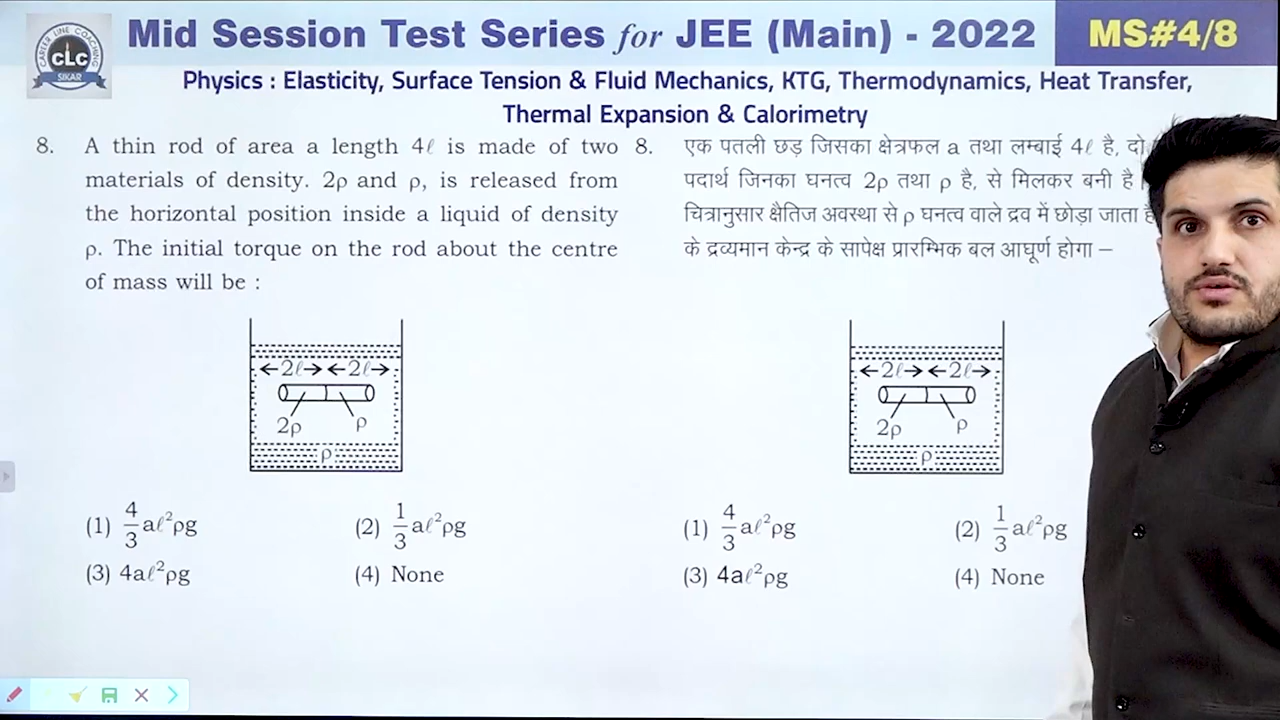 Mid Session Test Series for JEE (Main) - 2022
MS#4/8
CAREER LINE COACHING
CLC
SIKAR
Physics : Elasticity, Surface Tension & Fluid Mechanics, KTG, Thermodynamics, Heat Transfer,
Thermal Expansion & Calorimetry
8. A thin rod of area a length 4ℓ is made of two
materials of density. 2ρ and ρ, is released from
the horizontal position inside a liquid of density
ρ. The initial torque on the rod about the centre
of mass will be :
2ℓ 2ℓ
2ρ ρ
ρ
(1) 4/3 aℓ²ρg (2) 1/3 aℓ²ρg
(3) 4aℓ²ρg (4) None
8. एक पतली छड़ जिसका क्षेत्रफल a तथा लम्बाई 4ℓ है, दो
पदार्थ जिनका घनत्व 2ρ तथा ρ है, से मिलकर बनी है
चित्रानुसार क्षैतिज अवस्था से ρ घनत्व वाले द्रव में छोड़ा जाता
के द्रव्यमान केन्द्र के सापेक्ष प्रारम्भिक बल आघूर्ण होगा –
2ℓ 2ℓ
2ρ ρ
ρ
(1) 4/3 aℓ²ρg (2) 1/3 aℓ²ρg
(3) 4aℓ²ρg (4) None